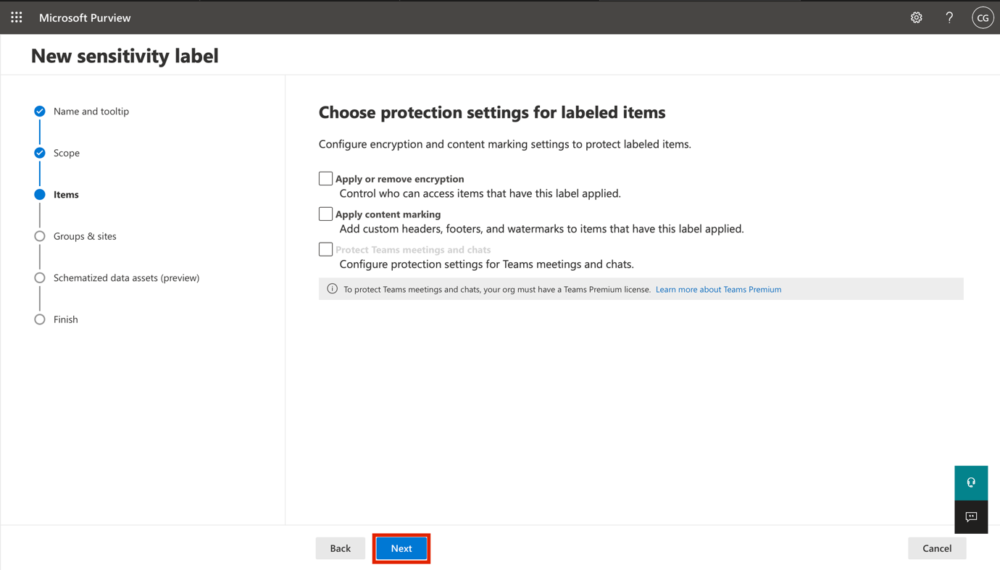 Microsoft Purview
?
CG
New sensitivity label
Name and tooltip
Scope
Items
Groups & sites
Schematized data assets (preview)
Finish
Choose protection settings for labeled items
Configure encryption and content marking settings to protect labeled items.
Apply or remove encryption
Control who can access items that have this label applied.
Apply content marking
Add custom headers, footers, and watermarks to items that have this label applied.
Protect Teams meetings and chats
Configure protection settings for Teams meetings and chats.
To protect Teams meetings and chats, your org must have a Teams Premium license. Learn more about Teams Premium
Back
Next
Cancel